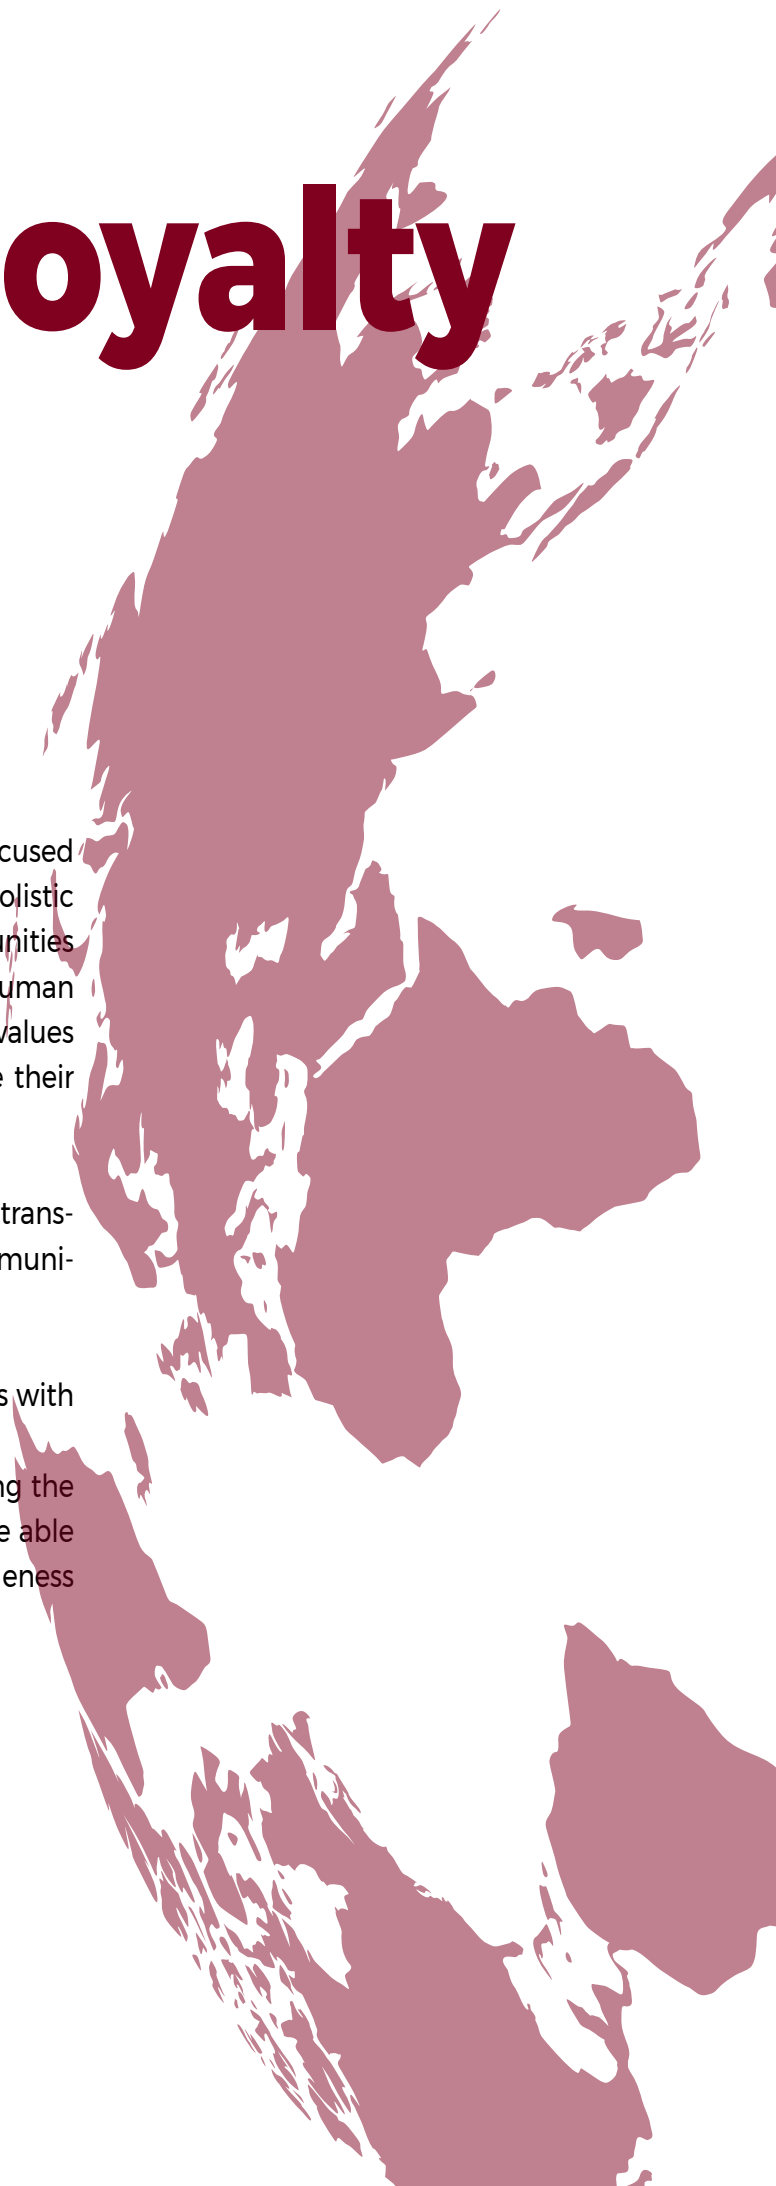 oyalty
cused
olistic
unities
uman
values
e their
trans-
muni-
s with
ng the
e able
eness